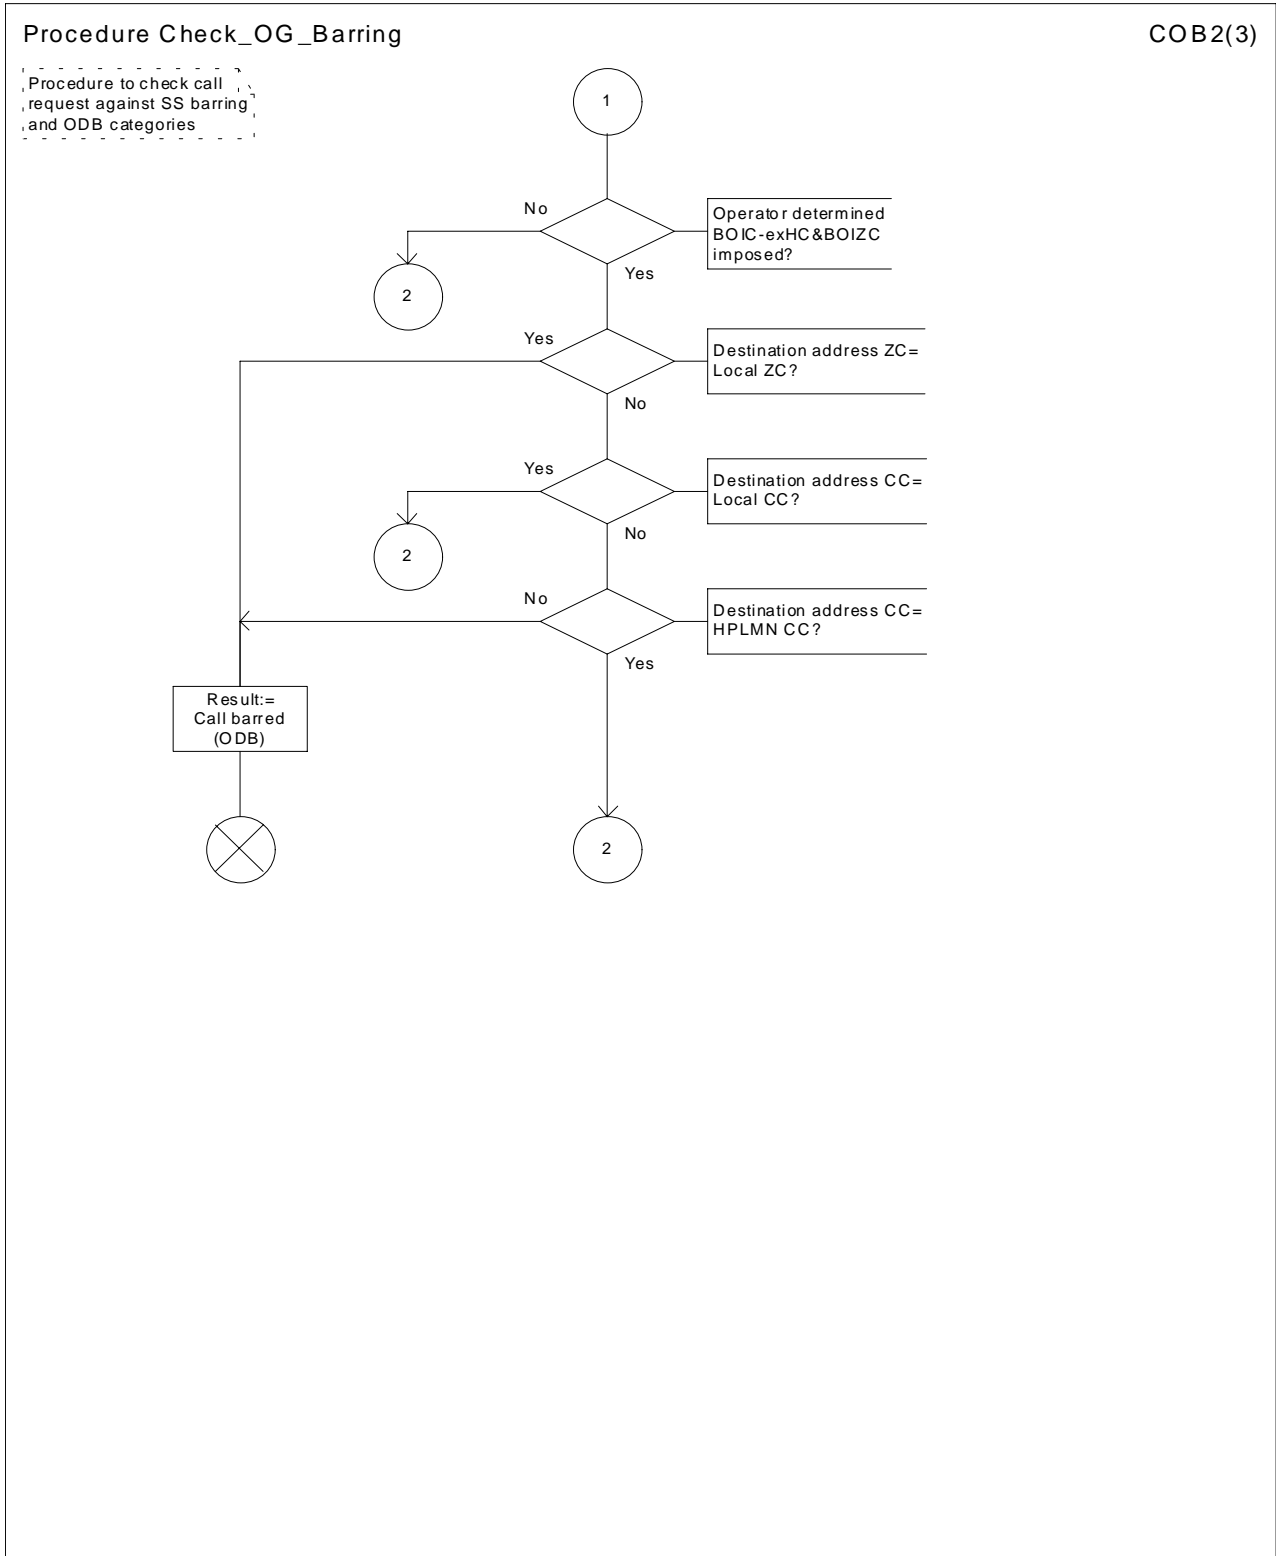 Procedure Check_OG_Barring
COB2(3)
Procedure to check call
request against SS barring
and ODB categories
1
No
Operator determined
BOIC-exHC&BOIZC
imposed?
Yes
2
Yes
Destination address ZC=
Local ZC?
No
Yes
Destination address CC=
Local CC?
No
2
No
Destination address CC=
HPLMN CC?
Yes
Result:=
Call barred
(ODB)
2